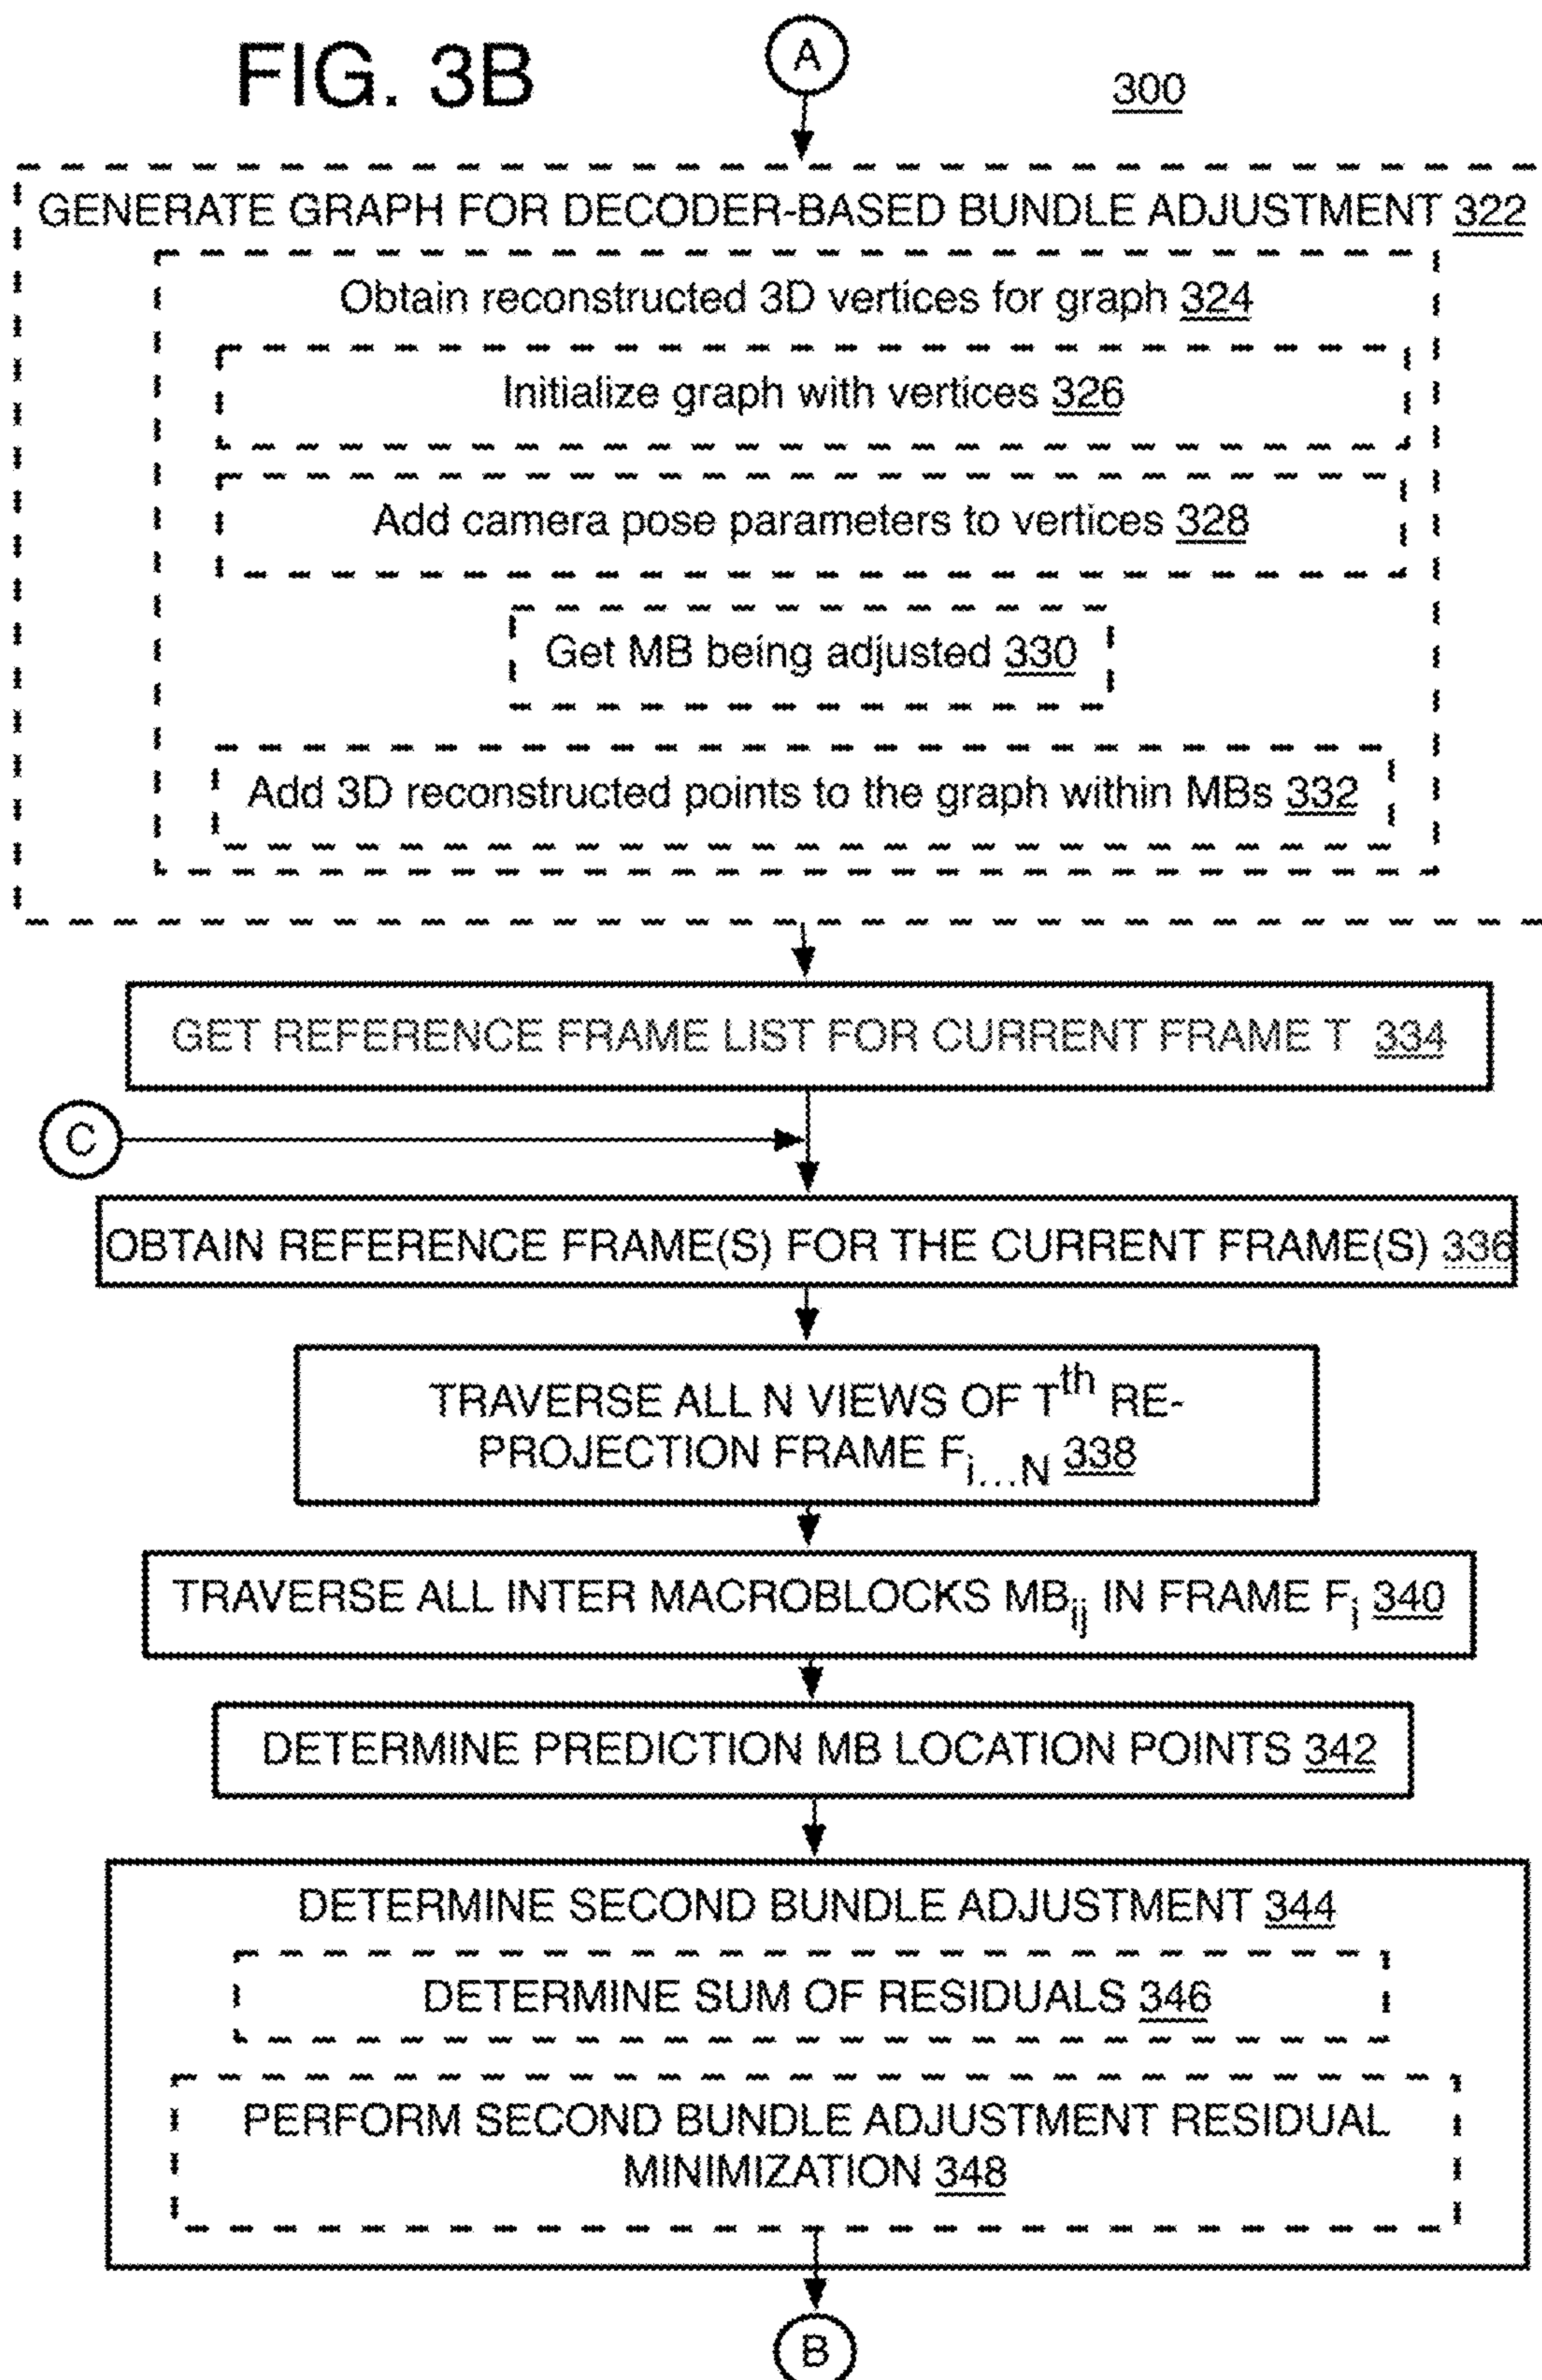 FIG. 3B
A
300
GENERATE GRAPH FOR DECODER-BASED BUNDLE ADJUSTMENT 322
Obtain reconstructed 3D vertices for graph 324
Initialize graph with vertices 326
Add camera pose parameters to vertices 328
Get MB being adjusted 330
Add 3D reconstructed points to the graph within MBs 332
GET REFERENCE FRAME LIST FOR CURRENT FRAME T 334
C
OBTAIN REFERENCE FRAME(S) FOR THE CURRENT FRAME(S) 336
TRAVERSE ALL N VIEWS OF Tth RE-
PROJECTION FRAME Fi...N 338
TRAVERSE ALL INTER MACROBLOCKS MBij IN FRAME Fi 340
DETERMINE PREDICTION MB LOCATION POINTS 342
DETERMINE SECOND BUNDLE ADJUSTMENT 344
DETERMINE SUM OF RESIDUALS 346
PERFORM SECOND BUNDLE ADJUSTMENT RESIDUAL
MINIMIZATION 348
B